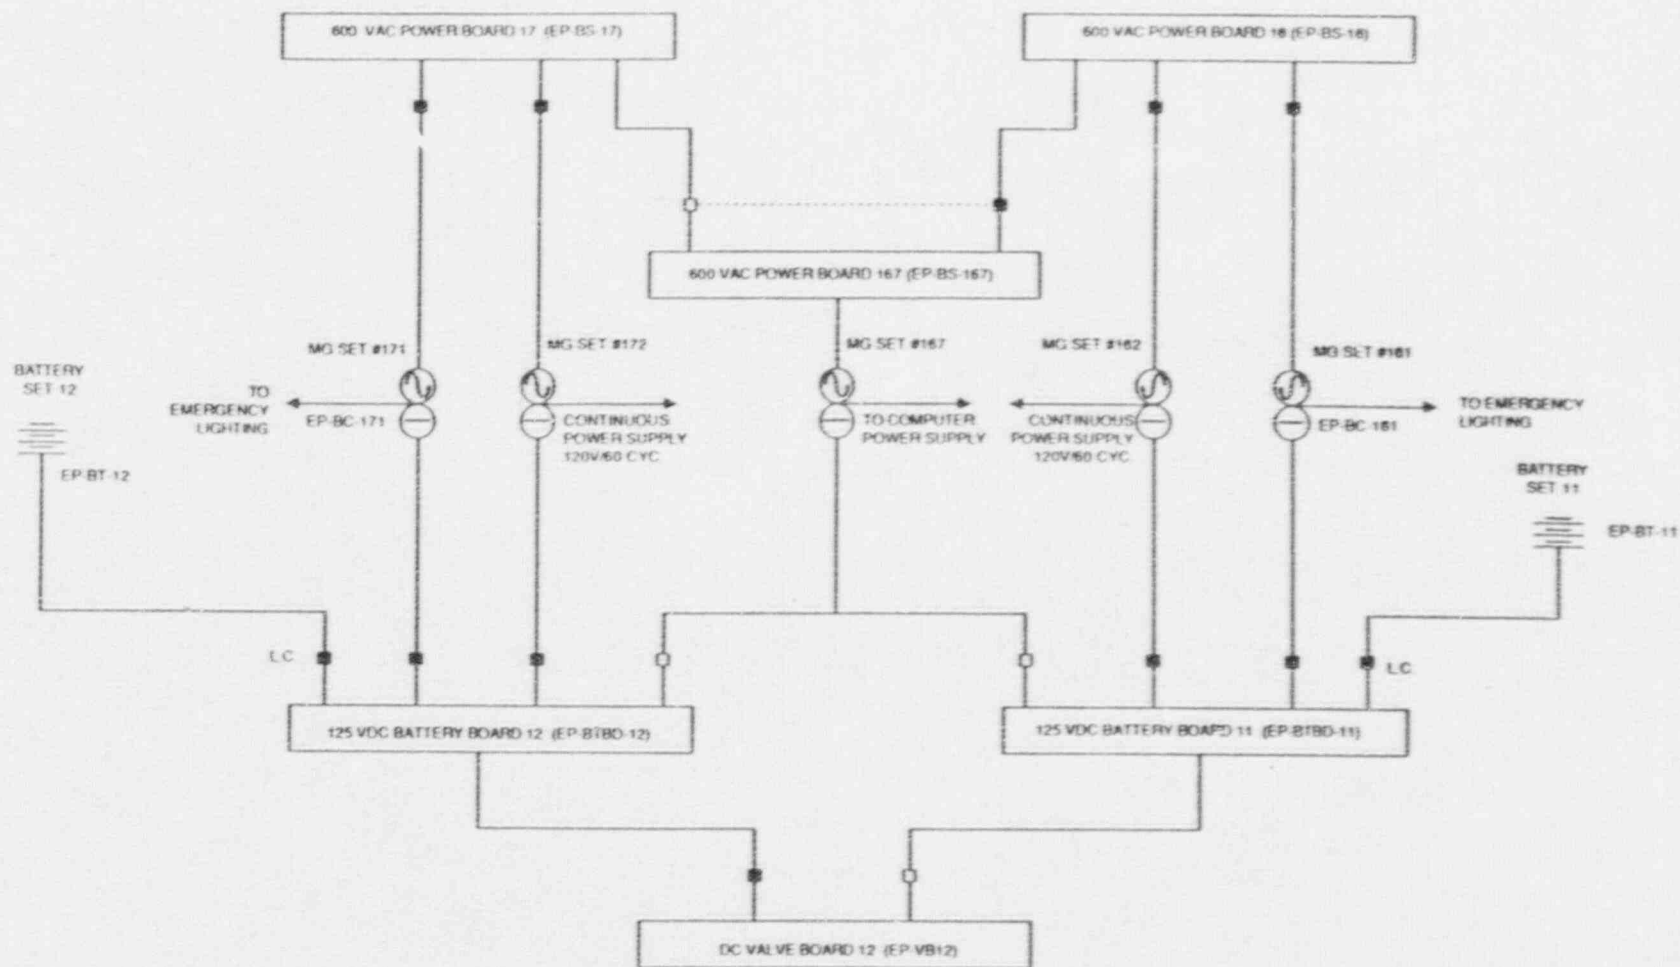 600 VAC POWER BOARD 17 (EP-BS-17)
600 VAC POWER BOARD 16 (EP-BS-16)
600 VAC POWER BOARD 167 (EP-BS-167)
MG SET #171
MG SET #172
MG SET #167
MG SET #162
MG SET #161
BATTERY
SET 12
TO
EMERGENCY
LIGHTING
EP-BC-171
CONTINUOUS
POWER SUPPLY
120V/60 CYC
TO COMPUTER
POWER SUPPLY
CONTINUOUS
POWER SUPPLY
120V/60 CYC
EP-BC-161
TO EMERGENCY
LIGHTING
EP-BT-12
BATTERY
SET 11
EP-BT-11
L.C.
L.C.
125 VDC BATTERY BOARD 12 (EP-BTBD-12)
125 VDC BATTERY BOARD 11 (EP-BTBD-11)
DC VALVE BOARD 12 (EP-VB12)